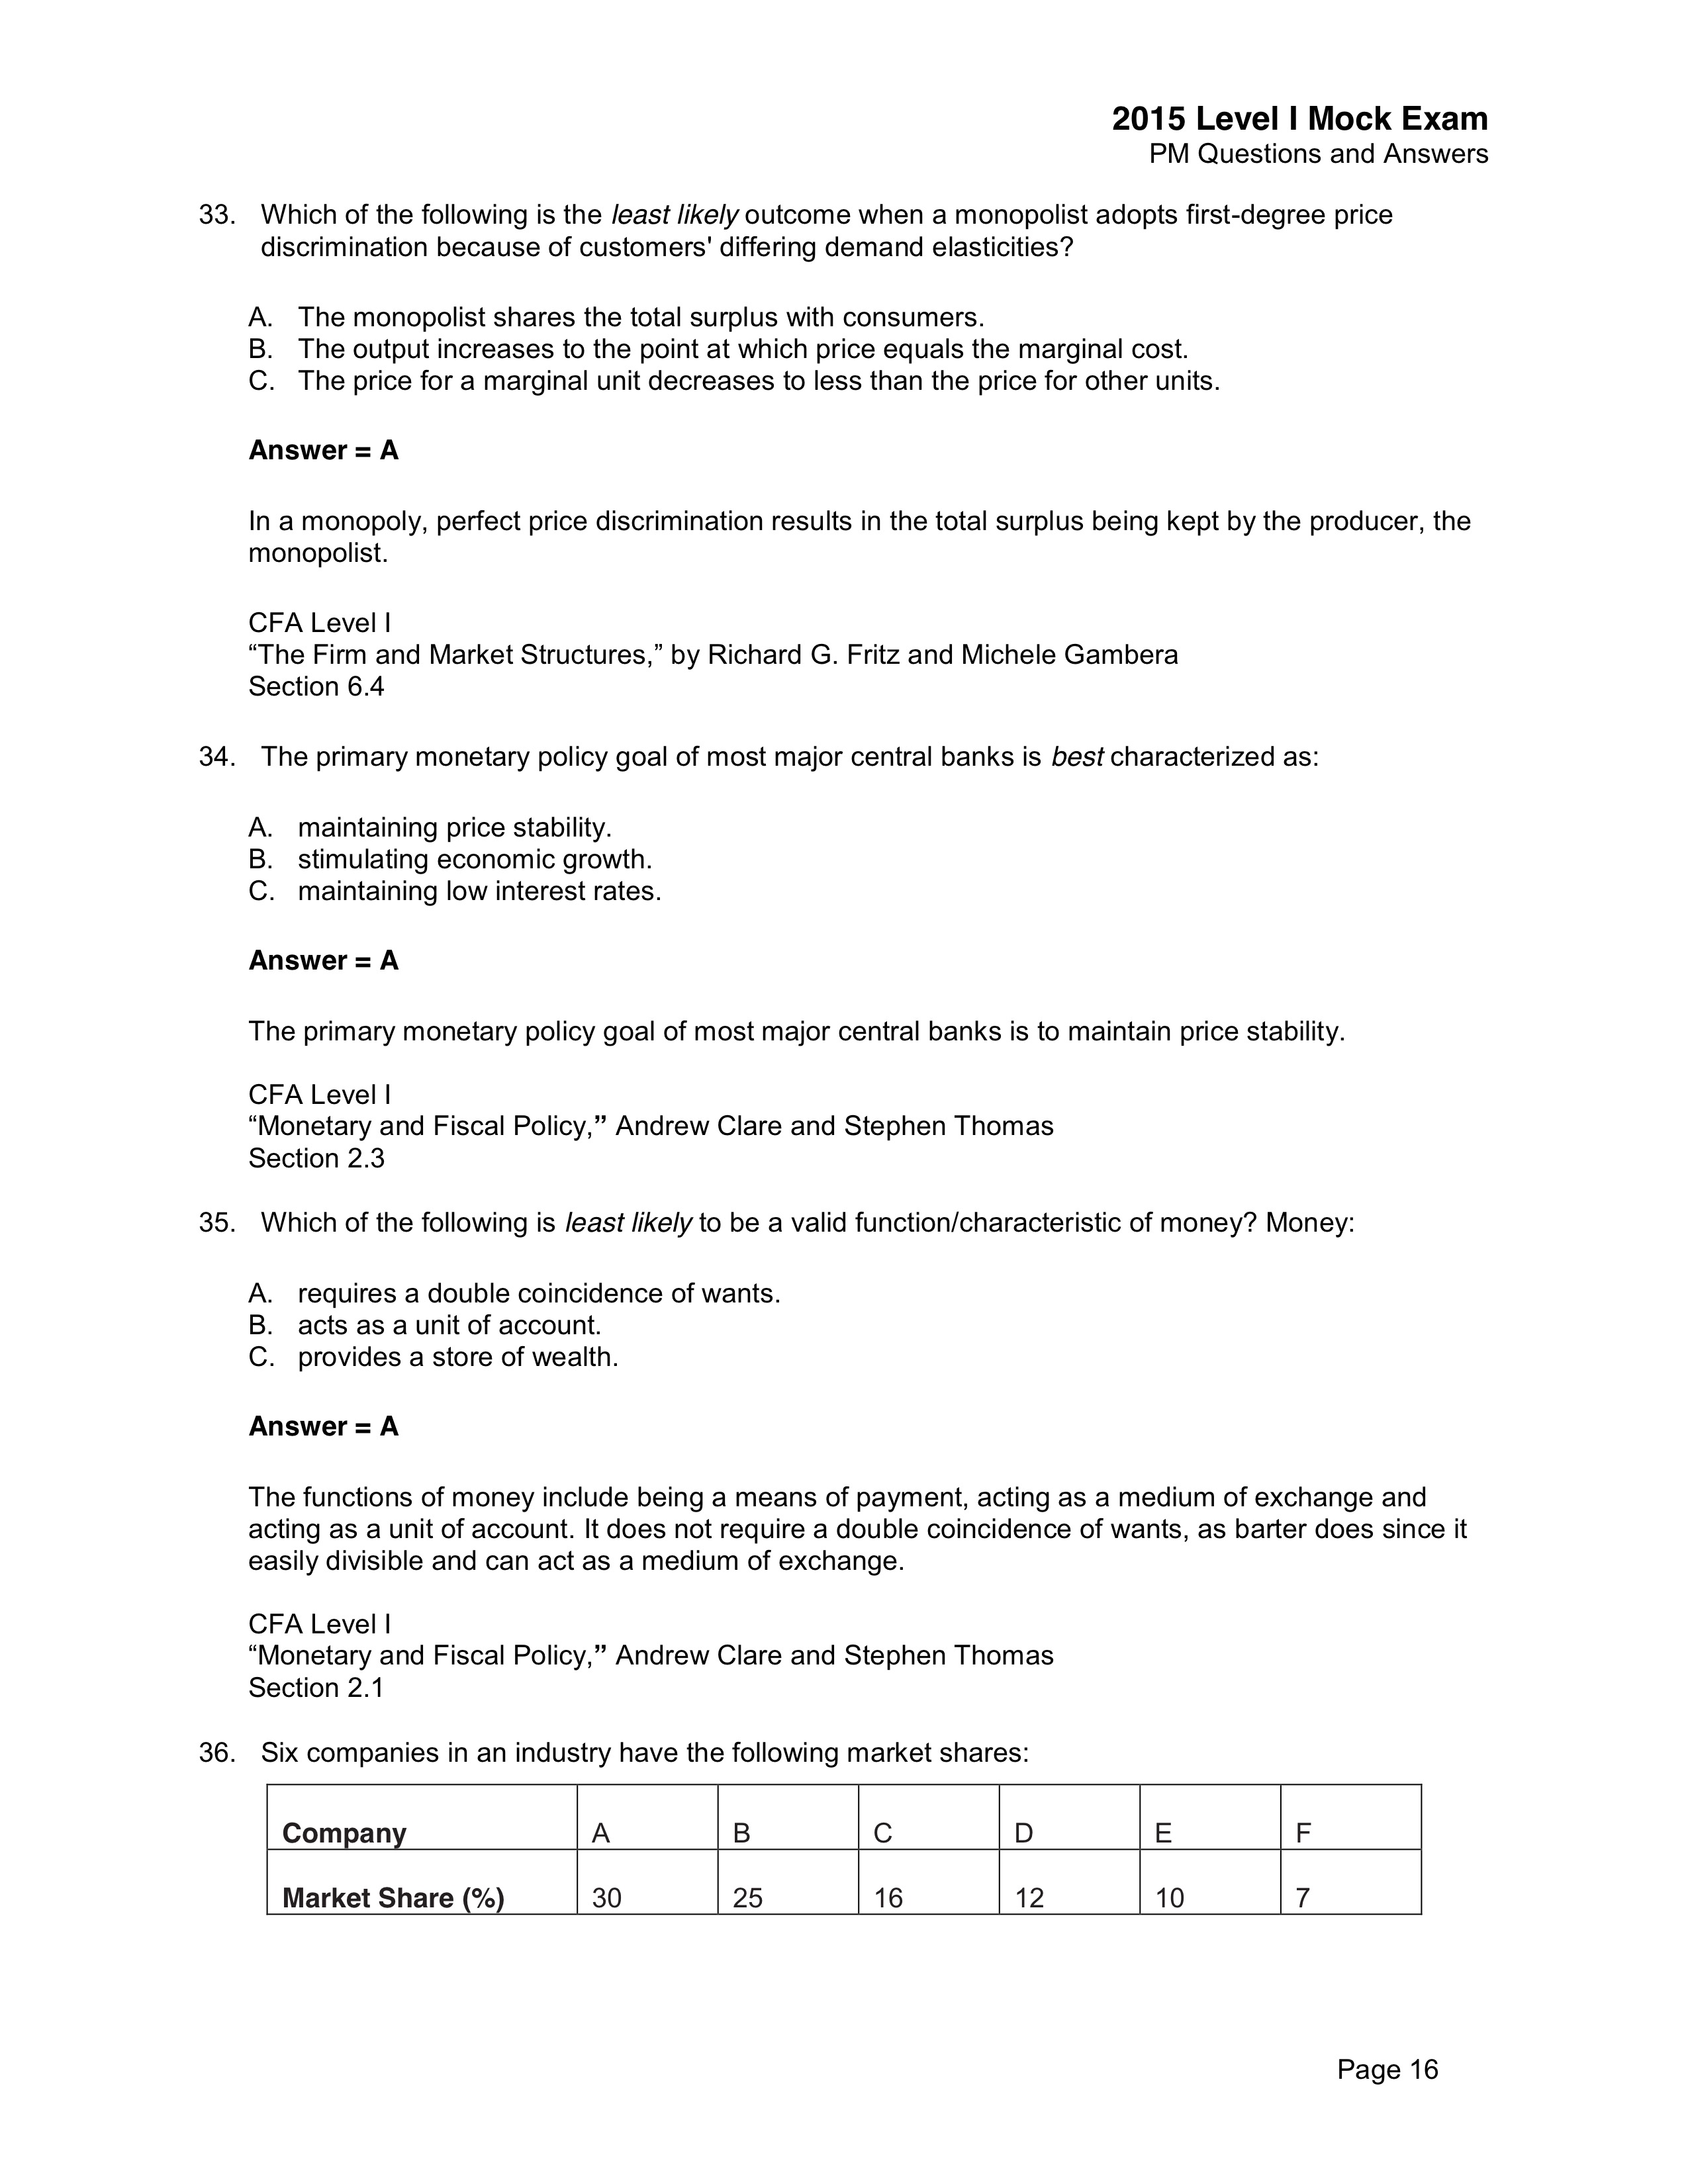 2015 Level I Mock Exam
PM Questions and Answers
33. Which of the following is the least likely outcome when a monopolist adopts first-degree price
discrimination because of customers' differing demand elasticities?
A. The monopolist shares the total surplus with consumers.
B. The output increases to the point at which price equals the marginal cost.
C. The price for a marginal unit decreases to less than the price for other units.
Answer = A
In a monopoly, perfect price discrimination results in the total surplus being kept by the producer, the
monopolist.
CFA Level I
“The Firm and Market Structures,” by Richard G. Fritz and Michele Gambera
Section 6.4
34. The primary monetary policy goal of most major central banks is best characterized as:
A. maintaining price stability.
B. stimulating economic growth.
C. maintaining low interest rates.
Answer = A
The primary monetary policy goal of most major central banks is to maintain price stability.
CFA Level I
“Monetary and Fiscal Policy,” Andrew Clare and Stephen Thomas
Section 2.3
35. Which of the following is least likely to be a valid function/characteristic of money? Money:
A. requires a double coincidence of wants.
B. acts as a unit of account.
C. provides a store of wealth.
Answer = A
The functions of money include being a means of payment, acting as a medium of exchange and
acting as a unit of account. It does not require a double coincidence of wants, as barter does since it
easily divisible and can act as a medium of exchange.
CFA Level I
“Monetary and Fiscal Policy,” Andrew Clare and Stephen Thomas
Section 2.1
36. Six companies in an industry have the following market shares:
Company A B C D E F
Market Share (%) 30 25 16 12 10 7
Page 16